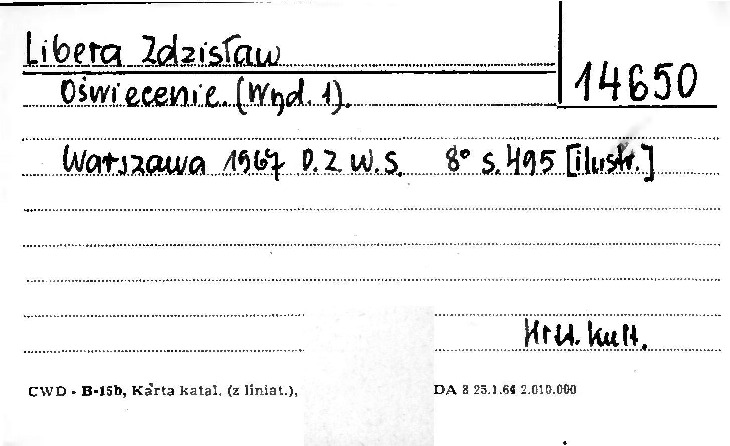 Libera Zdzisław
14650
Oświecenie. (Wyd. 1).
Warszawa 1967 P.Z.W.S. 8° s. 495 [ilustr.]
Kult.
CWD - B-15b, Karta katal. (z liniat.), DA 8 25.1.64 2.010.000